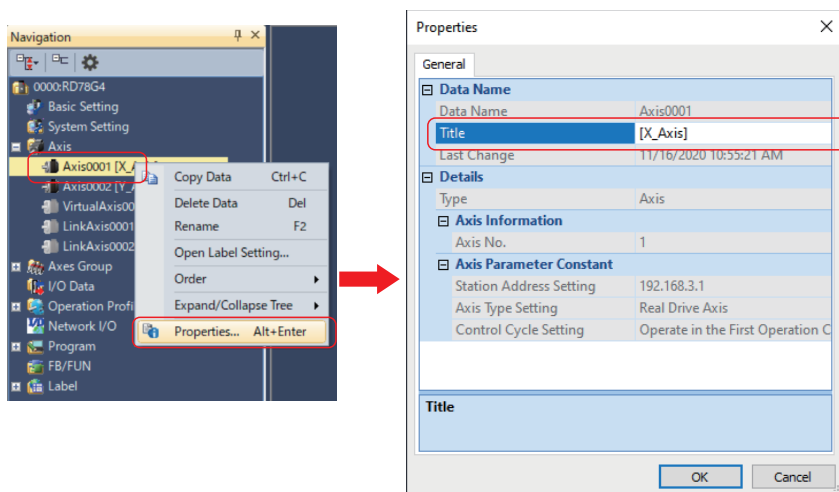 Navigation
0000:RD78G4
Basic Setting
System Setting
Axis
Axis0001 [X_A
Axis0002 [Y_A
VirtualAxis00
LinkAxis0001
LinkAxis0002
Axes Group
I/O Data
Operation Profi
Network I/O
Program
FB/FUN
Label
Copy Data Ctrl+C
Delete Data Del
Rename F2
Open Label Setting...
Order
Expand/Collapse Tree
Properties... Alt+Enter
Properties
General
Data Name
Data Name Axis0001
Title [X_Axis]
Last Change 11/16/2020 10:55:21 AM
Details
Type Axis
Axis Information
Axis No. 1
Axis Parameter Constant
Station Address Setting 192.168.3.1
Axis Type Setting Real Drive Axis
Control Cycle Setting Operate in the First Operation C
Title
OK Cancel